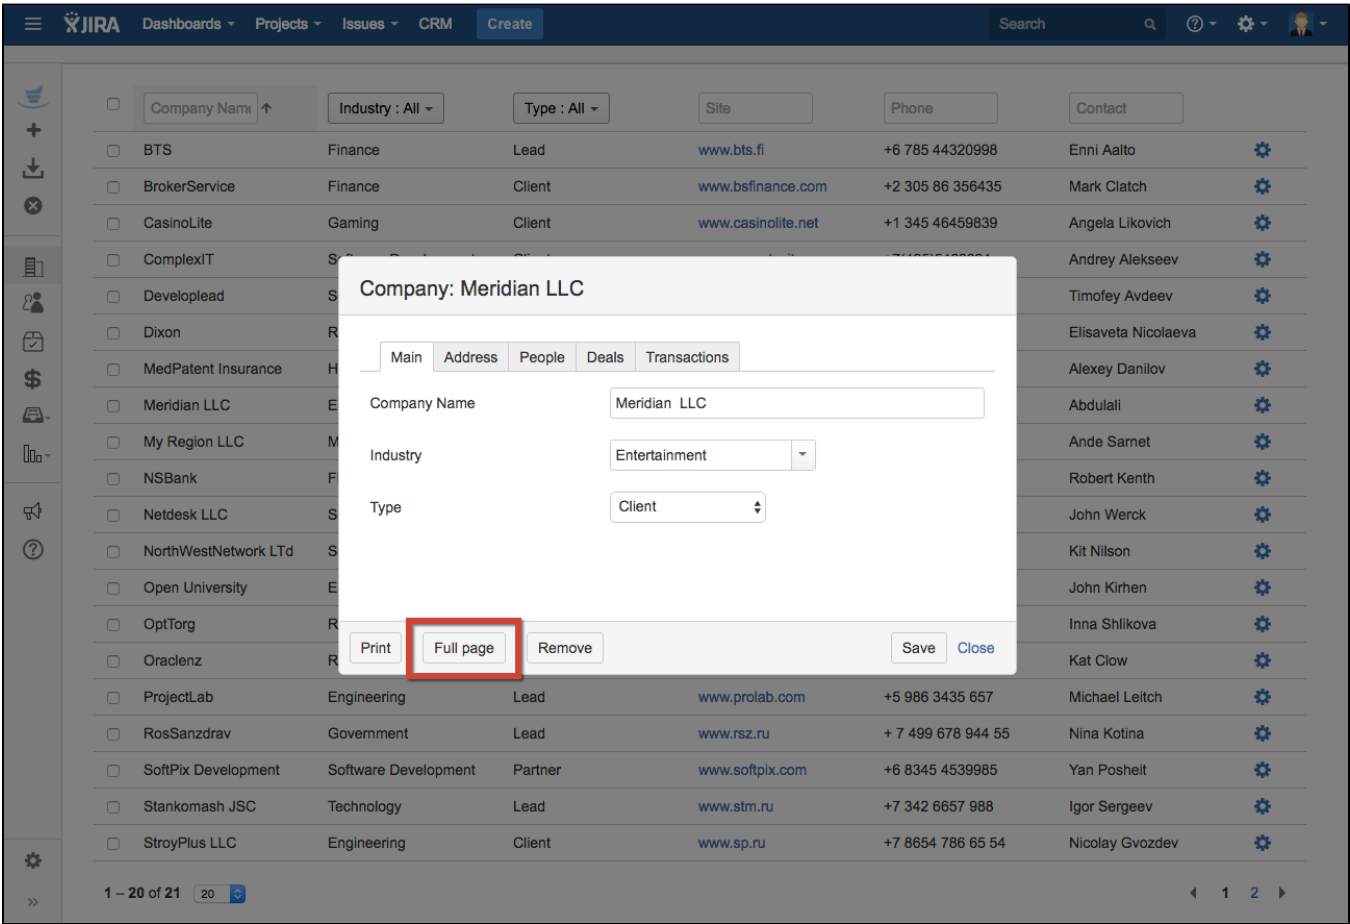 JIRA Dashboards Projects Issues CRM Create Search
Company Name Industry : All Type : All Site Phone Contact
BTS Finance Lead www.bts.fi +6 785 44320998 Enni Aalto
BrokerService Finance Client www.bsfinance.com +2 305 86 356435 Mark Clatch
CasinoLite Gaming Client www.casinolite.net +1 345 46459839 Angela Likovich
ComplexIT Andrey Alekseev
Developlead S Timofey Avdeev
Dixon R Elisaveta Nicolaeva
MedPatent Insurance H Alexey Danilov
Meridian LLC E Abdulali
My Region LLC M Ande Sarnet
NSBank Fi Robert Kenth
Netdesk LLC S John Werck
NorthWestNetwork LTd S Kit Nilson
Open University E John Kirhen
OptTorg R Inna Shlikova
Oraclenz R Kat Clow
Company: Meridian LLC
Main Address People Deals Transactions
Company Name Meridian LLC
Industry Entertainment
Type Client
Print Full page Remove Save Close
ProjectLab Engineering Lead www.prolab.com +5 986 3435 657 Michael Leitch
RosSanzdrav Government Lead www.rsz.ru + 7 499 678 944 55 Nina Kotina
SoftPix Development Software Development Partner www.softpix.com +6 8345 4539985 Yan Posheit
Stankomash JSC Technology Lead www.stm.ru +7 342 6657 988 Igor Sergeev
StroyPlus LLC Engineering Client www.sp.ru +7 8654 786 65 54 Nicolay Gvozdev
1 – 20 of 21 20 1 2